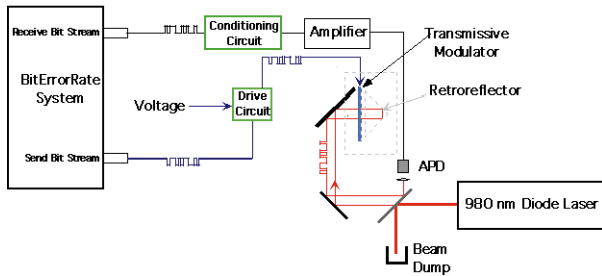 Receive Bit Stream
BitErrorRate
System
Send Bit Stream
Voltage
Conditioning
Circuit
Drive
Circuit
Amplifier
Transmissive
Modulator
Retroreflector
APD
980 nm Diode Laser
Beam
Dump